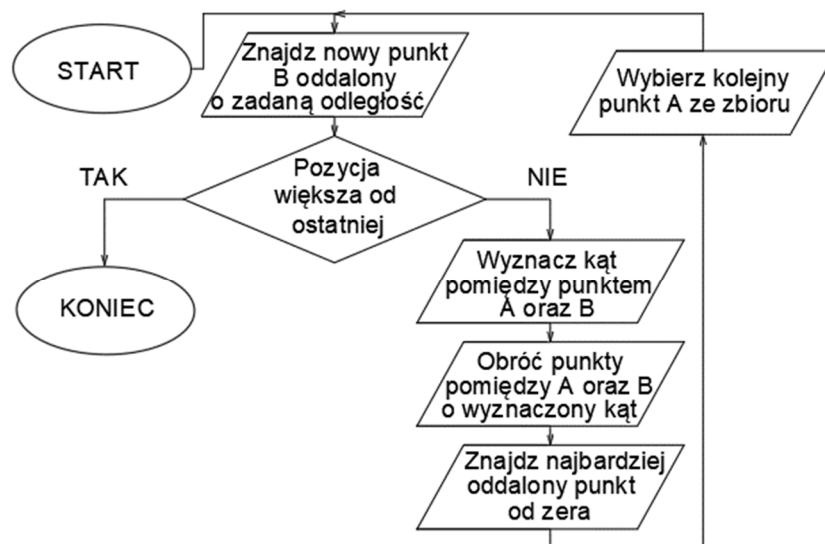 START
Znajdz nowy punkt
B oddalony
o zadaną odległość
Wybierz kolejny
punkt A ze zbioru
TAK
Pozycja
większa od
ostatniej
NIE
KONIEC
Wyznacz kąt
pomiędzy punktem
A oraz B
Obróć punkty
pomiędzy A oraz B
o wyznaczony kąt
Znajdz najbardziej
oddalony punkt
od zera